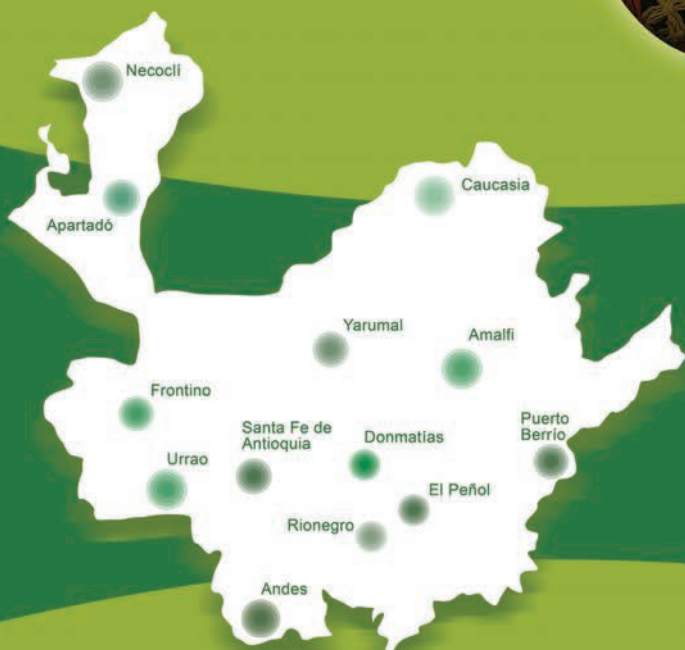 Necoclí
Caucasia
Apartadó
Yarumal
Amalfi
Frontino
Santa Fe de
Antioquia
Donmatías
Puerto
Berrío
Urrao
El Peñol
Rionegro
Andes